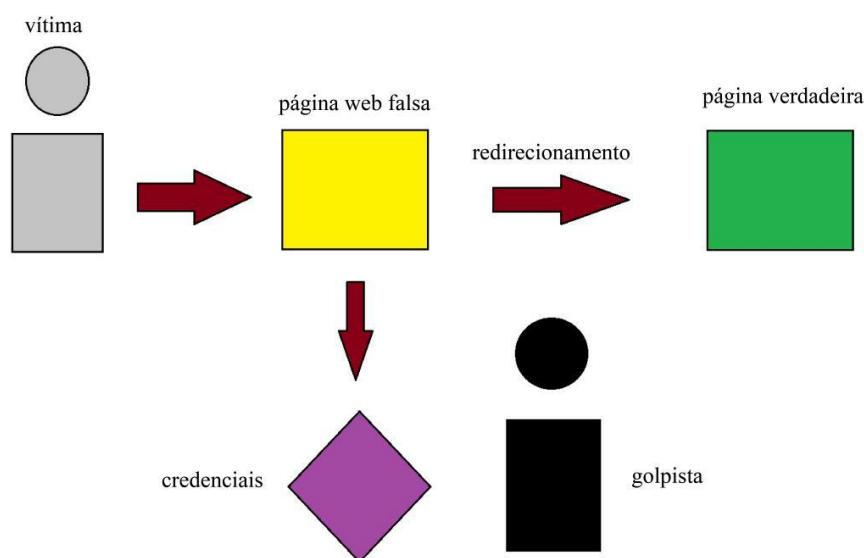 vítima
página web falsa
página verdadeira
redirecionamento
credenciais
golpista